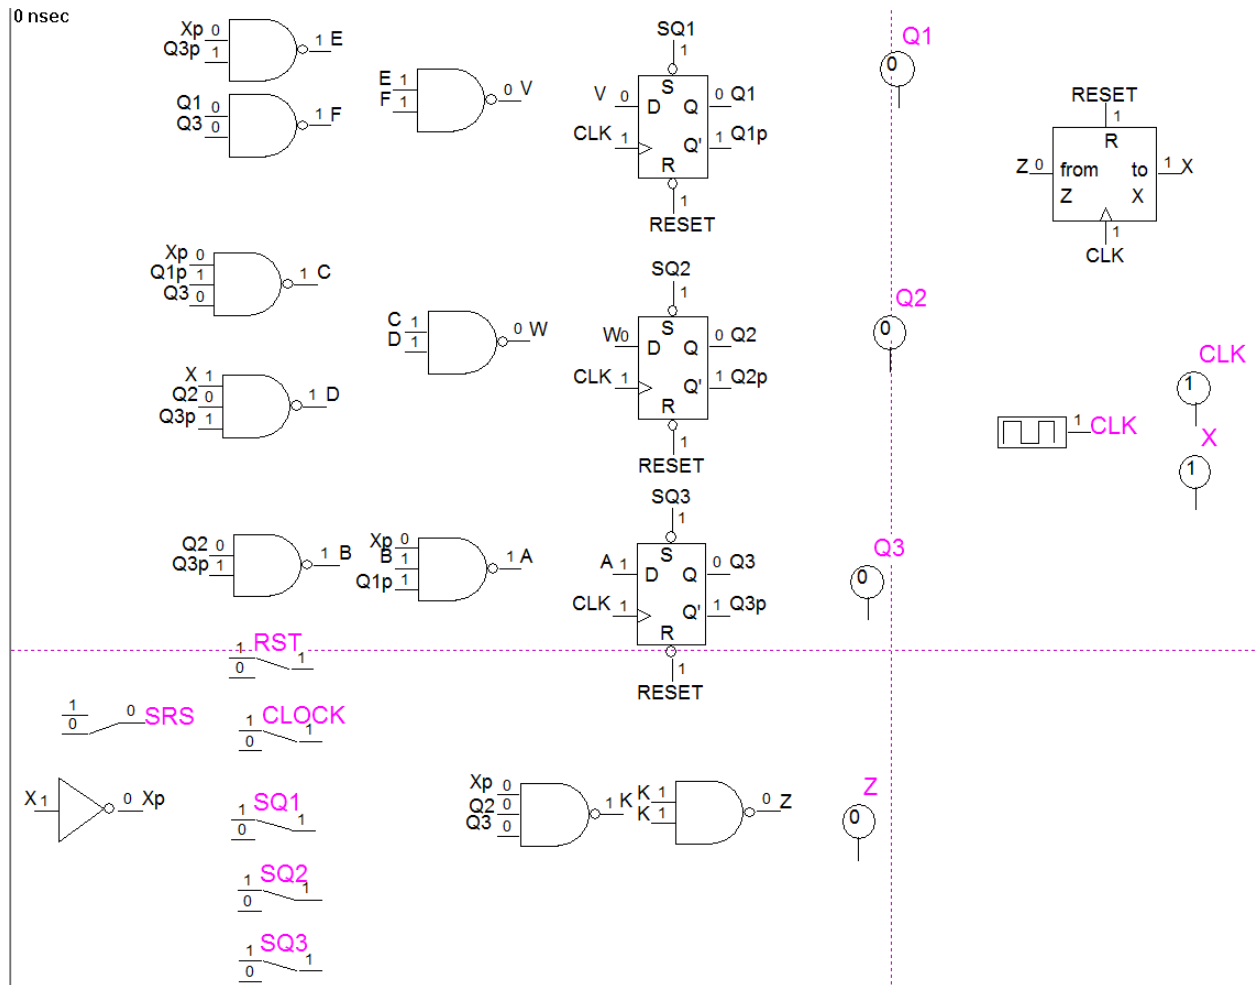 0 nsec
Xp 0
Q3p 1
1 E
Q1 0
Q3 0
1 F
E 1
F 1
0 V
SQ1
1
S
V 0 D Q 0 Q1
CLK 1 Q' 1 Q1p
R
1
RESET
Q1
0
RESET
1
R
Z 0 from to 1 X
Z X
1
CLK
Xp 0
Q1p 1
Q3 0
1 C
X 1
Q2 0
Q3p 1
1 D
C 1
D 1
0 W
SQ2
1
S
W0 D Q 0 Q2
CLK 1 Q' 1 Q2p
R
1
RESET
Q2
0
CLK
1
1 CLK
X
1
Q2 0
Q3p 1
1 B
Xp 0
B 1
Q1p 1
1 A
SQ3
1
S
A 1 D Q 0 Q3
CLK 1 Q' 1 Q3p
R
1
RESET
Q3
0
RST
1
0
1
SRS
1
0
0
CLOCK
1
0
1
X 1 0 Xp
SQ1
1
0
1
SQ2
1
0
1
SQ3
1
0
1
Xp 0
Q2 0
Q3 0
1 K
K 1
K 1
0 Z
Z
0